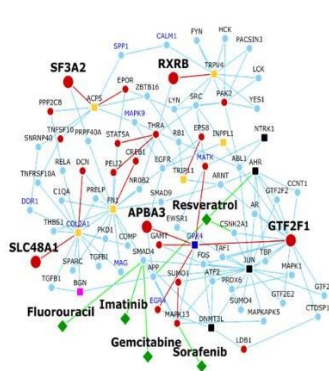 FYN
HCK
CALM1
PACSIN3
SPP1
RXRB
TRPV4
SF3A2
EPOR
LCK
ACP5
ZBTB16
LYN
SRC
PAK2
YES1
PPP2CB
MAPK9
THRA
TNFSF10
PRPF40A
STAT5A
RB1
EPS8
INPPL1
NTRK1
SNRNP40
CREB1
RELA
DCN
PELI2
EGFR
MATK
ABL1
AHR
TNFRSF10A
NR0B2
TRIP11
ARNT
CCNT1
C1QA
PRELP
SMAD9
GTF2F2
DDR1
FN1
Resveratrol
AR
THBS1
COL2A1
APBA3
EWSR1
CSNK2A1
GTF2F1
PKD1
COMP
GAMT
GPX4
TAF1
SLC48A1
SMAD4
FOS
TBP
SPARC
TGFBI
MAG
APP
JUN
MAPK1
TGFB1
BGN
SUMO1
ATF2
PRDX6
EGR4
SUMO4
GTF2E2
Fluorouracil
Imatinib
MAPK13
MAPKAPK5
CTDSP1
DNMT3L
Gemcitabine
LDB1
Sorafenib